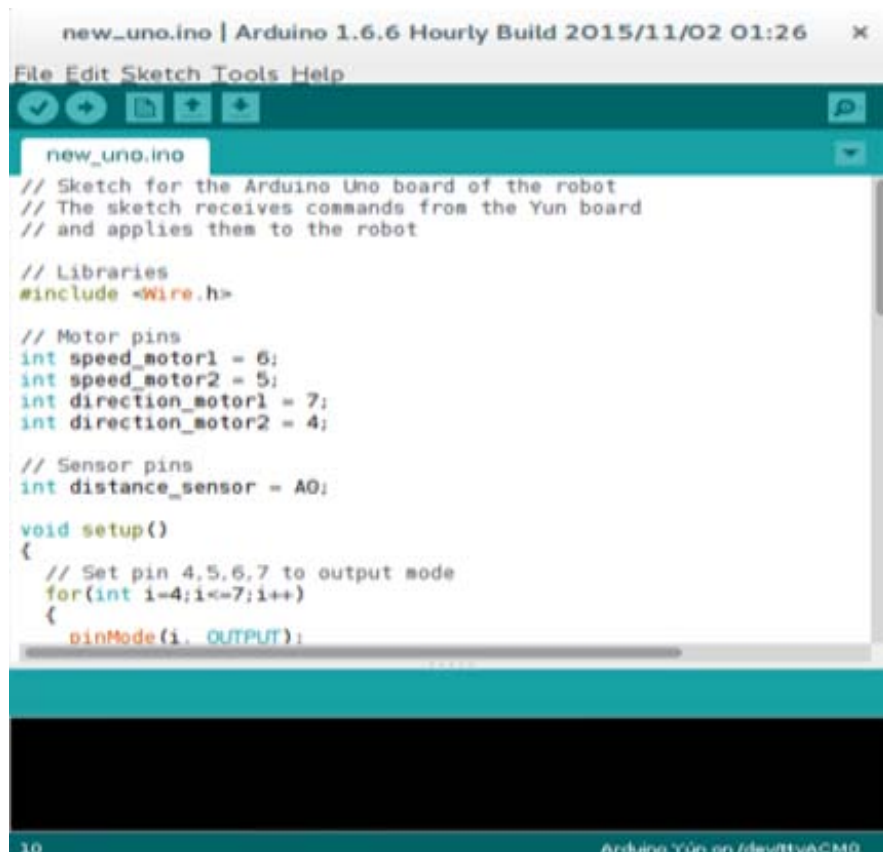 new_uno.ino | Arduino 1.6.6 Hourly Build 2015/11/02 01:26
File Edit Sketch Tools Help
new_uno.ino
// Sketch for the Arduino Uno board of the robot
// The sketch receives commands from the Yun board
// and applies them to the robot
// Libraries
#include <Wire.h>
// Motor pins
int speed_motor1 = 6;
int speed_motor2 = 5;
int direction_motor1 = 7;
int direction_motor2 = 4;
// Sensor pins
int distance_sensor = A0;
void setup()
{
// Set pin 4,5,6,7 to output mode
for(int i=4;i<=7;i++)
{
pinMode(i, OUTPUT);
10
Arduino Yún on /dev/ttyACM0